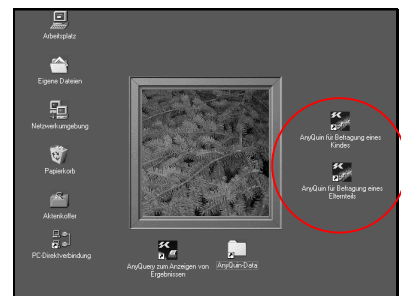 Arbeitsplatz
Eigene Dateien
Netzwerkumgebung
Papierkorb
Aktenkoffer
PC-Direktverbindung
AnyQuery zum Anzeigen von
Ergebnissen
AnyQuin-Data
AnyQuin für Befragung eines
Kindes
AnyQuin für Befragung eines
Elternteils